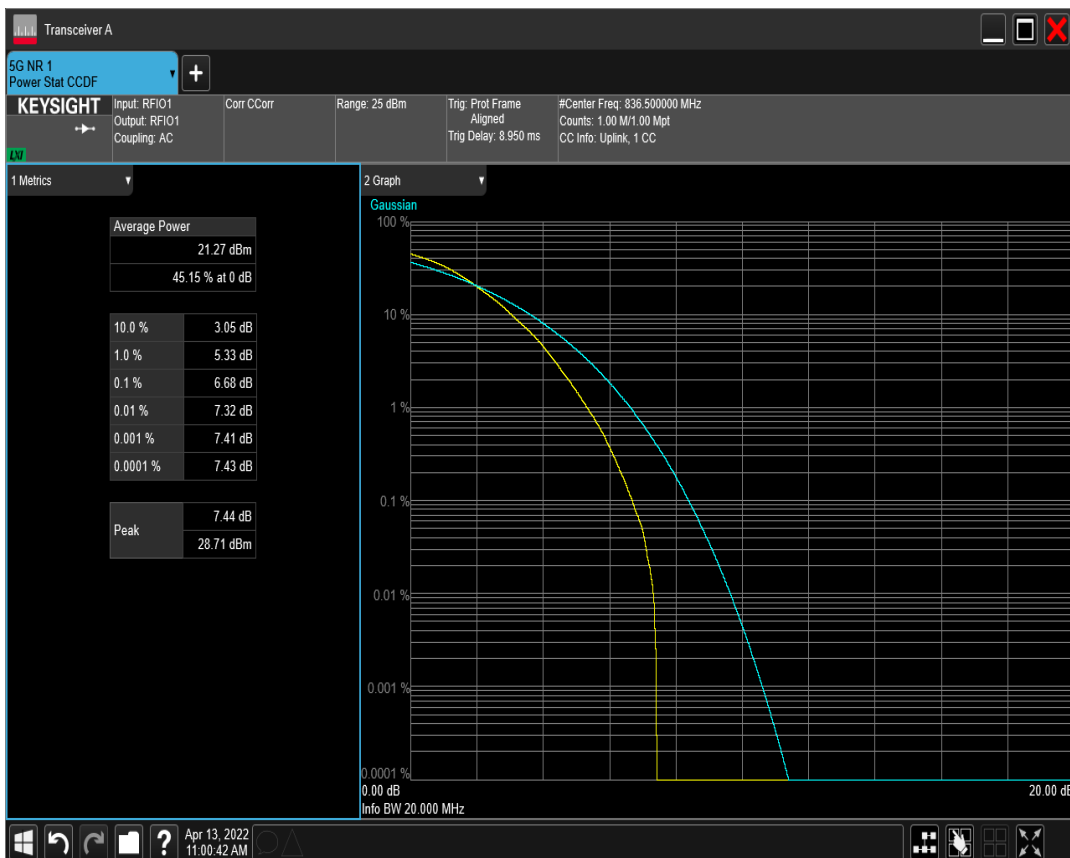 Transceiver A
5G NR 1
Power Stat CCDF
+
KEYSIGHT
LXI
Input: RFIO1
Output: RFIO1
Coupling: AC
Corr CCorr
Range: 25 dBm
Trig: Prot Frame
Aligned
Trig Delay: 8.950 ms
#Center Freq: 836.500000 MHz
Counts: 1.00 M/1.00 Mpt
CC Info: Uplink, 1 CC
1 Metrics
Average Power
21.27 dBm
45.15 % at 0 dB
10.0 % 3.05 dB
1.0 % 5.33 dB
0.1 % 6.68 dB
0.01 % 7.32 dB
0.001 % 7.41 dB
0.0001 % 7.43 dB
Peak
7.44 dB
28.71 dBm
2 Graph
Gaussian
100 %
10 %
1 %
0.1 %
0.01 %
0.001 %
0.0001 %
0.00 dB 20.00 dB
Info BW 20.000 MHz
?
Apr 13, 2022
11:00:42 AM